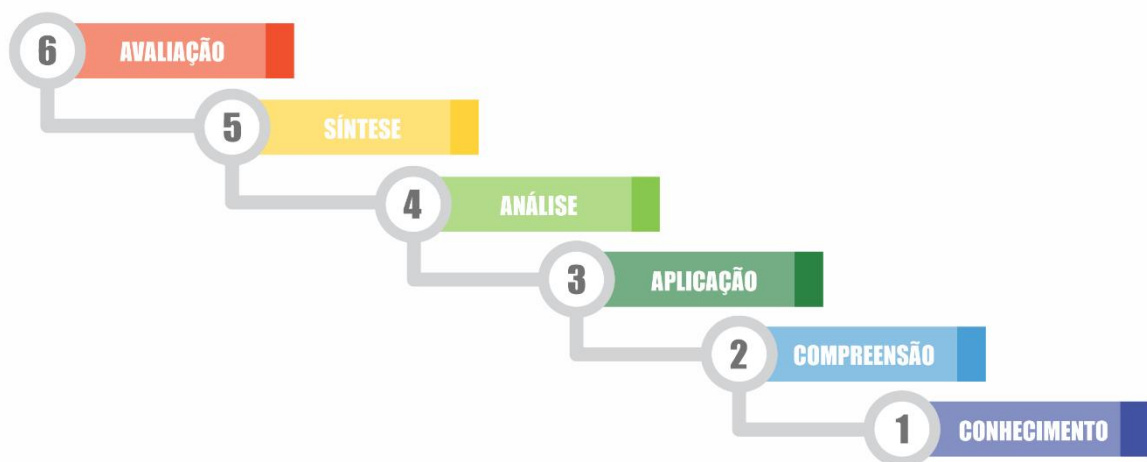 6 AVALIAÇÃO
5 SÍNTESE
4 ANÁLISE
3 APLICAÇÃO
2 COMPREENSÃO
1 CONHECIMENTO